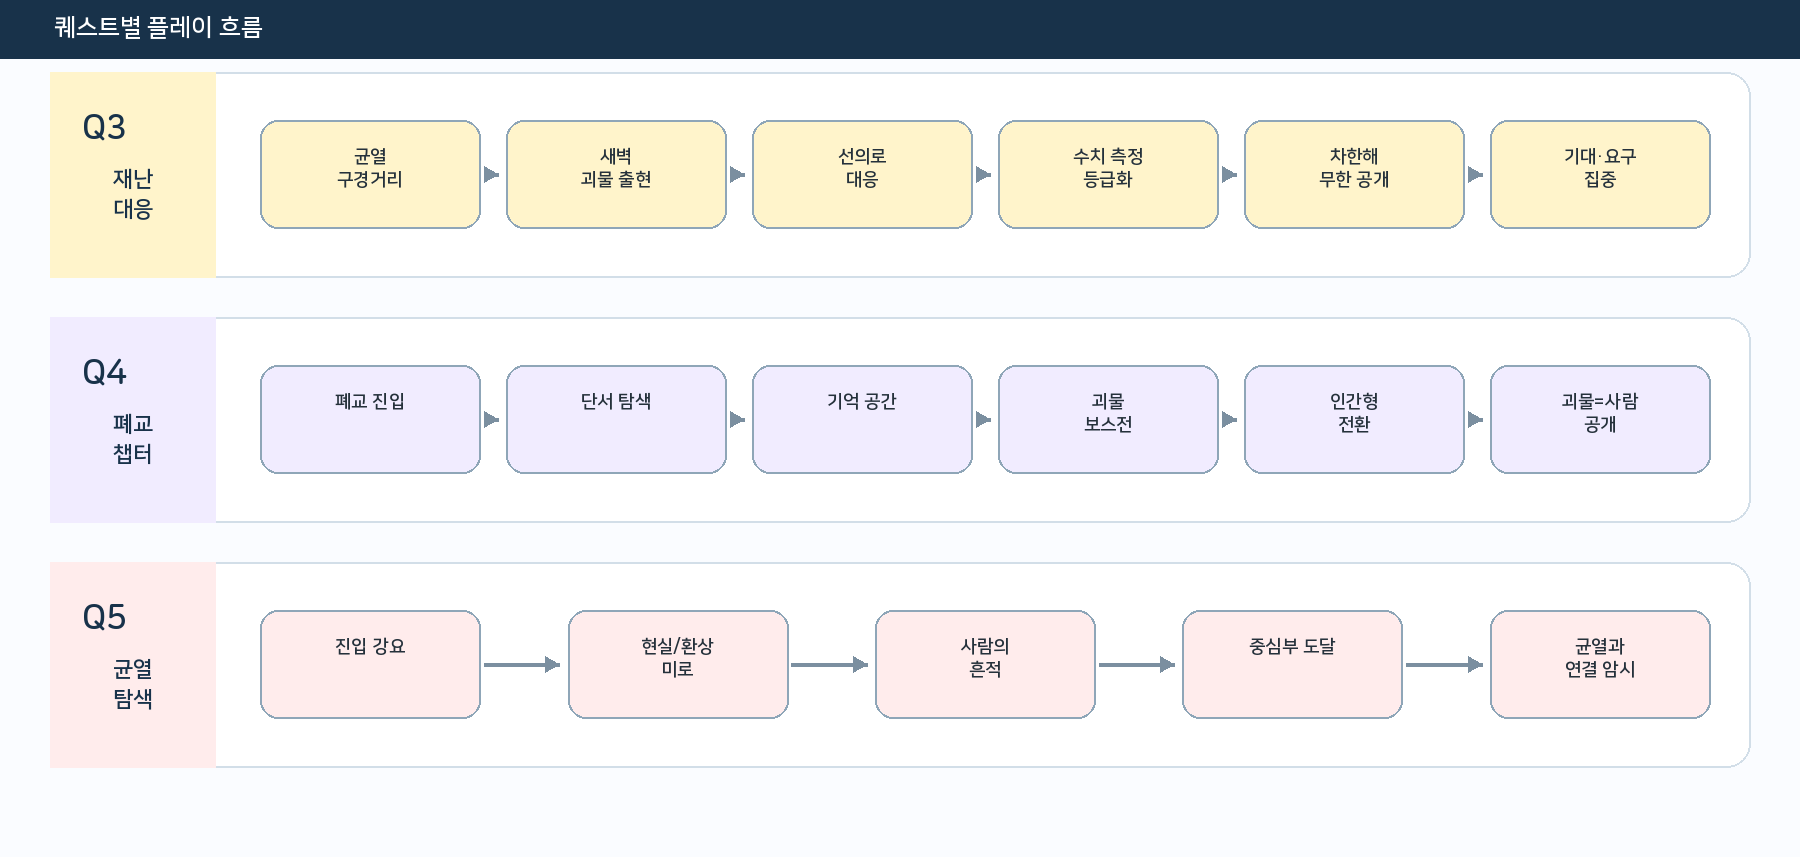 퀘스트별 플레이 흐름
Q3
재난
대응
균열
구경거리
새벽
괴물 출현
선의로
대응
수치 측정
등급화
차한해
무한 공개
기대·요구
집중
Q4
폐교
챕터
폐교 진입
단서 탐색
기억 공간
괴물
보스전
인간형
전환
괴물=사람
공개
Q5
균열
탐색
진입 강요
현실/환상
미로
사람의
흔적
중심부 도달
균열과
연결 암시